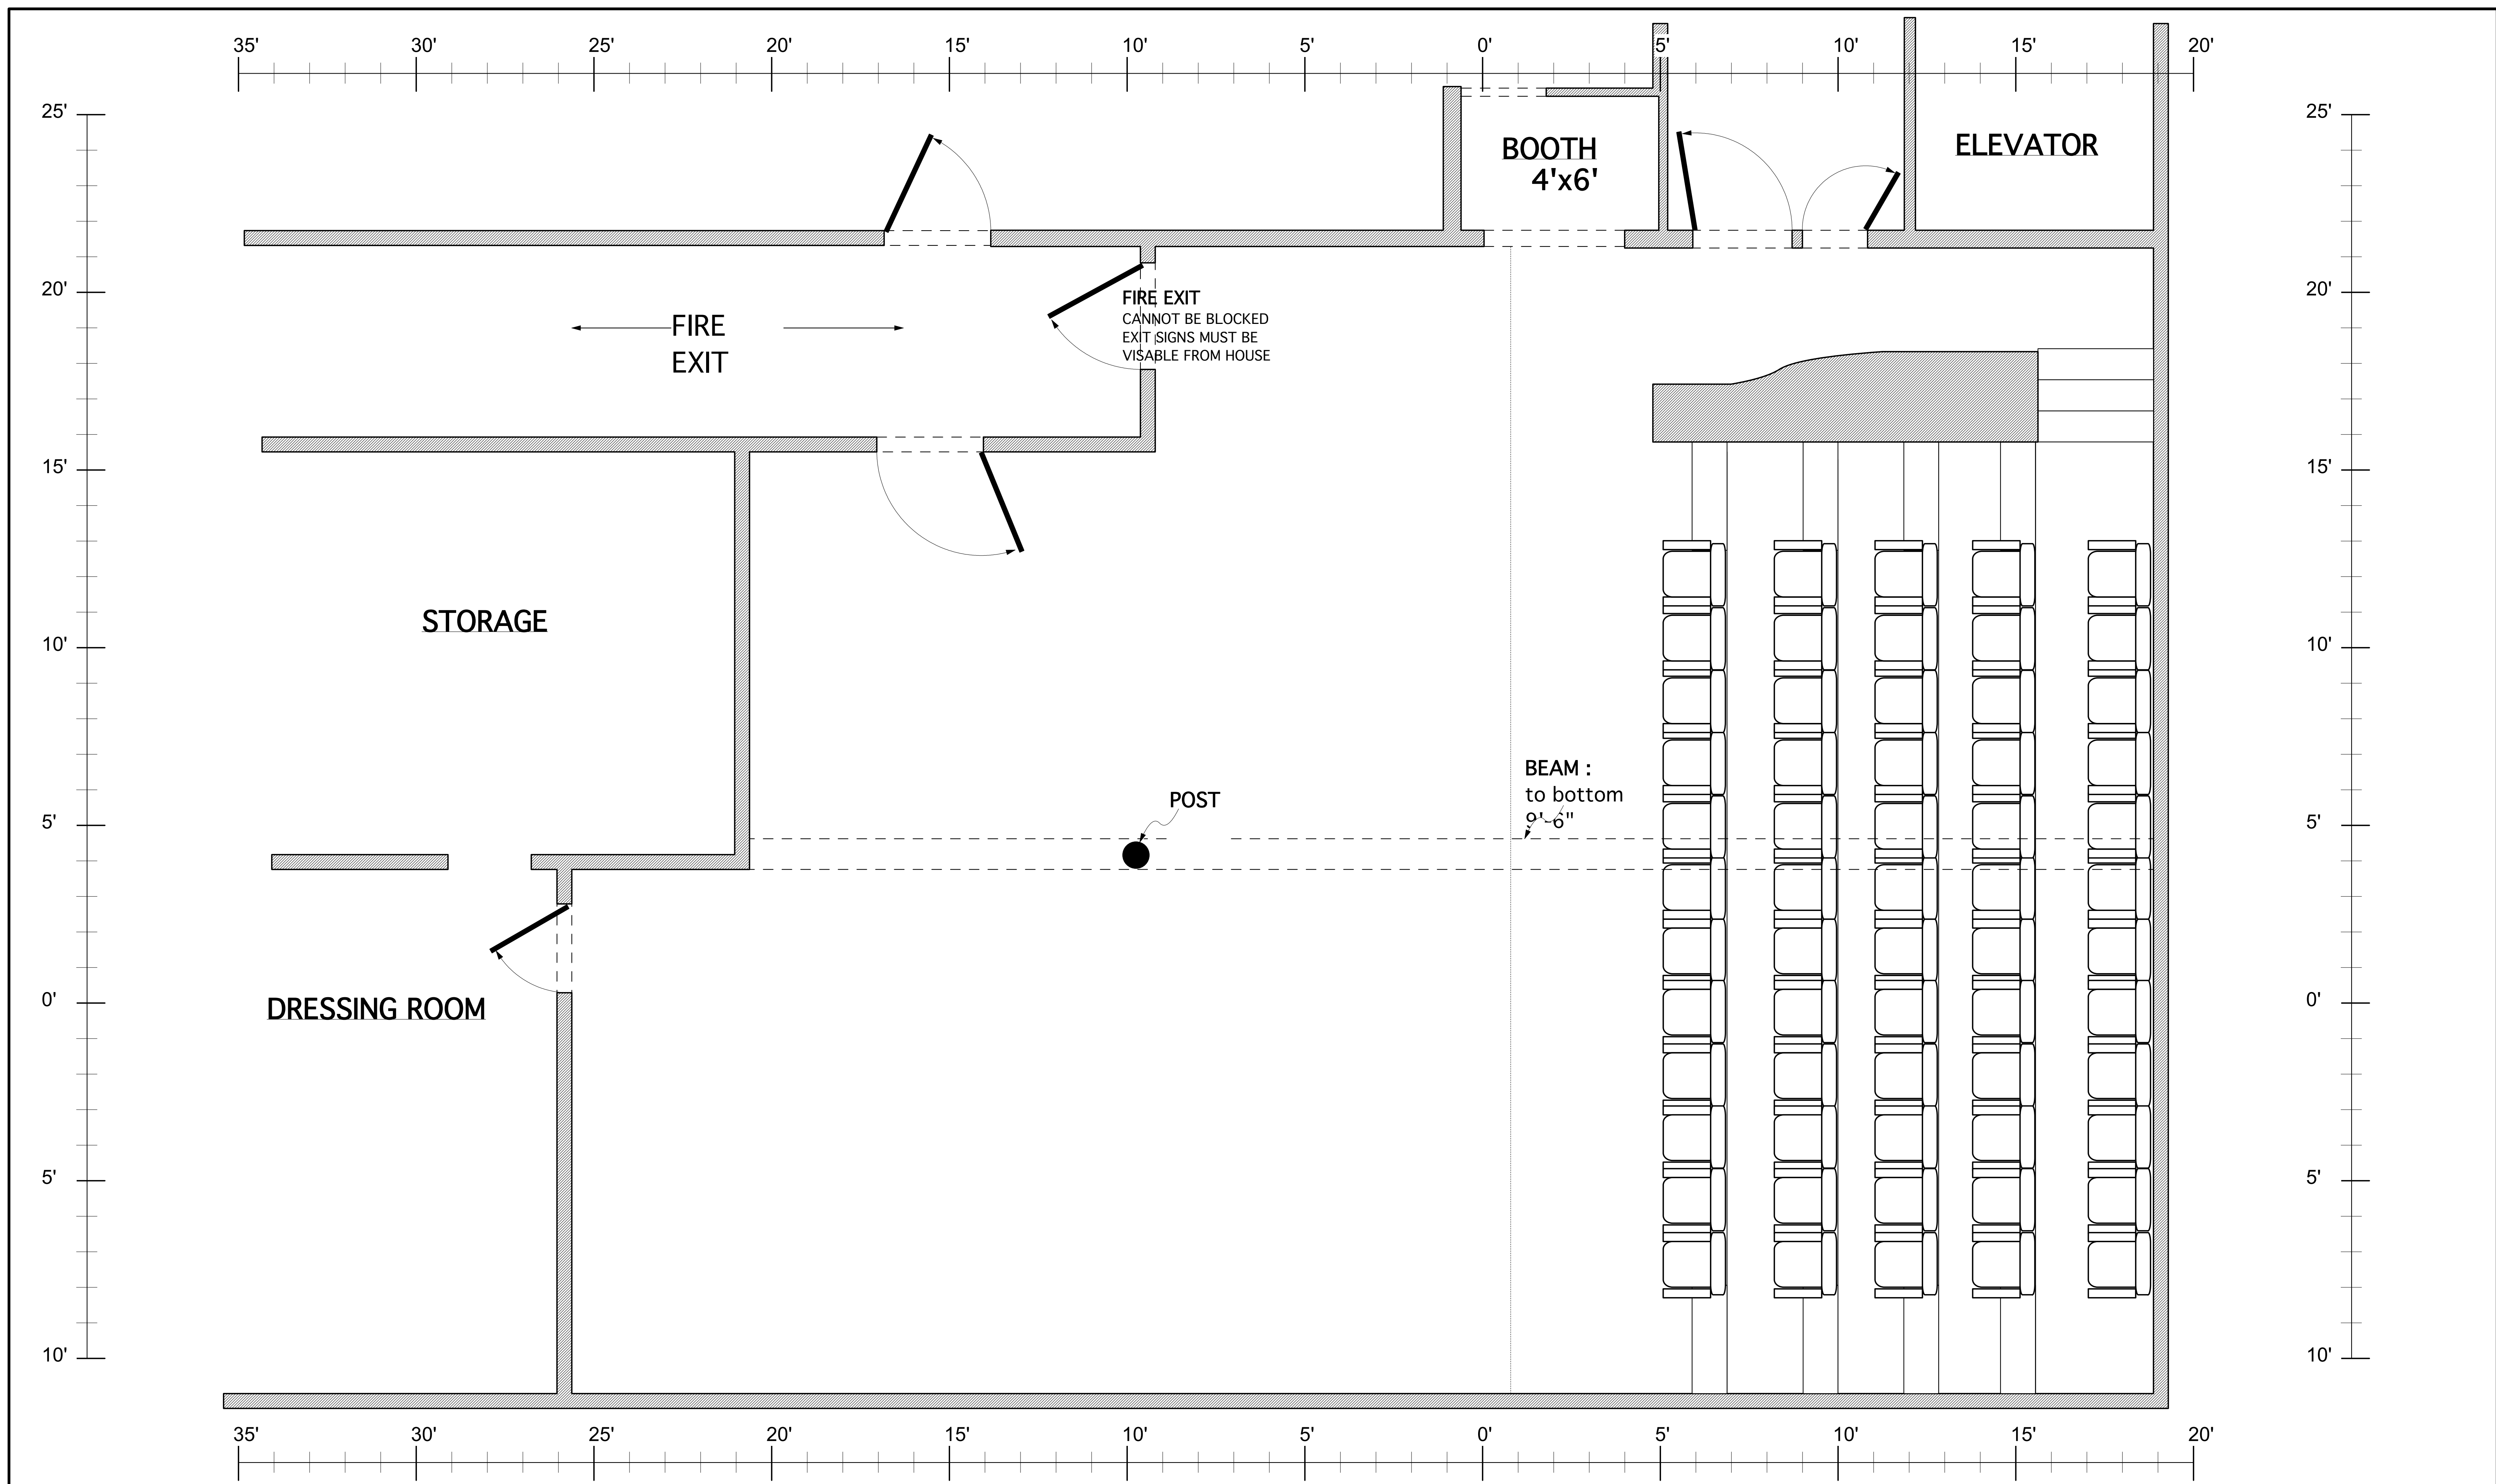 35' 30' 25' 20' 15' 10' 5' 0' 5' 10' 15' 20'
25' 25'
BOOTH
4'x6'
ELEVATOR
20' 20'
FIRE
EXIT
FIRE EXIT
CANNOT BE BLOCKED
EXIT SIGNS MUST BE
VISABLE FROM HOUSE
15' 15'
STORAGE
10' 10'
BEAM :
to bottom
9'-6"
POST
5' 5'
0' 0'
DRESSING ROOM
5' 5'
10' 10'
35' 30' 25' 20' 15' 10' 5' 0' 5' 10' 15' 20'